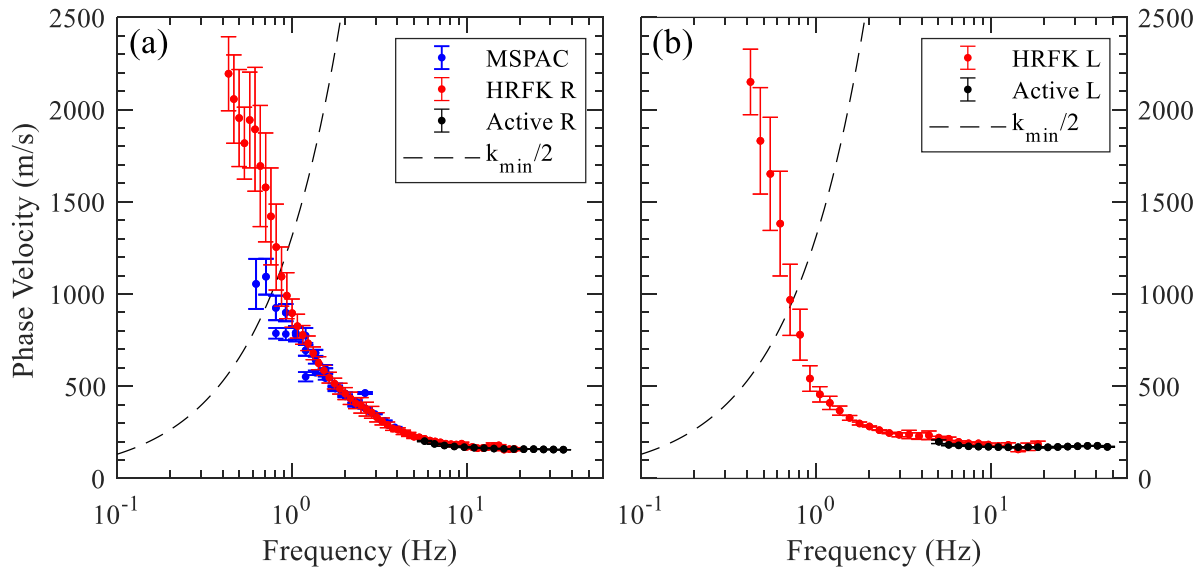 (a)
MSPAC
HRFK R
Active R
k_min/2
(b)
HRFK L
Active L
k_min/2
2500
2000
1500
1000
500
0
Phase Velocity (m/s)
10^-1
10^0
10^1
Frequency (Hz)
10^-1
10^0
10^1
Frequency (Hz)
2500
2000
1500
1000
500
0